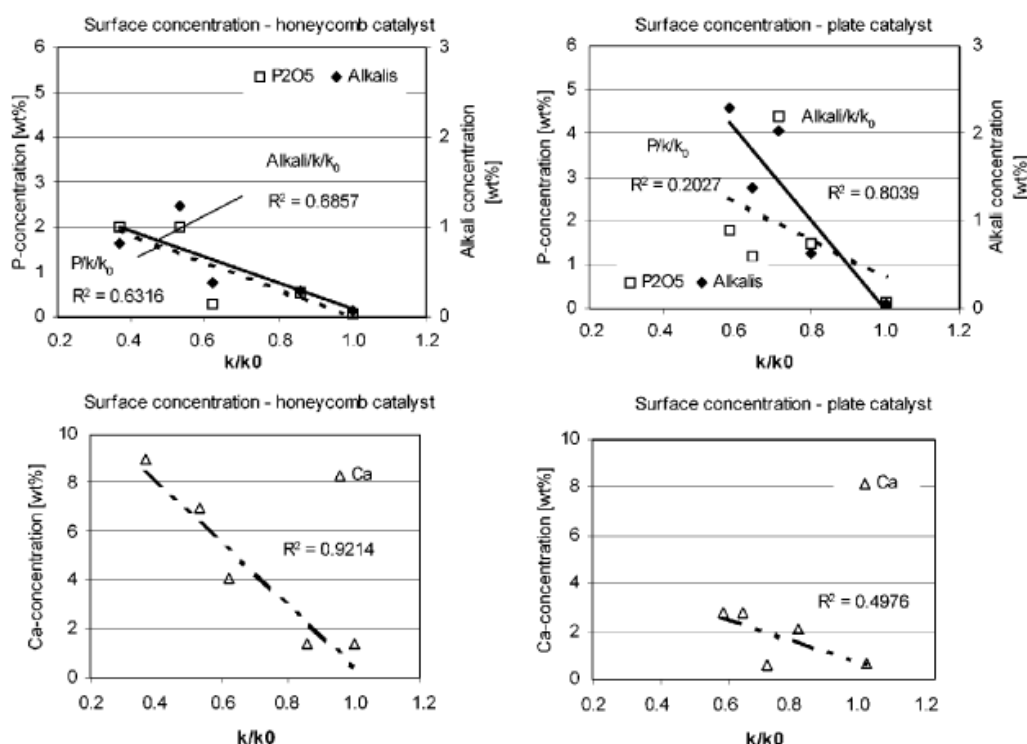 Surface concentration - honeycomb catalyst
6
5
4
3
2
1
0
3
2
1
0
P-concentration [wt%]
Alkali concentration
[wt%]
P2O5
Alkalis
Alkali/k/k0
R² = 0.6857
P/k/k0
R² = 0.6316
0.2 0.4 0.6 0.8 1.0 1.2
k/k0
Surface concentration - plate catalyst
6
5
4
3
2
1
0
3
2
1
0
P-concentration [wt%]
Alkali concentration
[wt%]
Alkali/k/k0
P/k/k0
R² = 0.2027
R² = 0.8039
P2O5
Alkalis
0.2 0.4 0.6 0.8 1.0 1.2
k/k0
Surface concentration - honeycomb catalyst
10
8
6
4
2
0
Ca-concentration [wt%]
Ca
R² = 0.9214
0.2 0.4 0.6 0.8 1.0 1.2
k/k0
Surface concentration - plate catalyst
10
8
6
4
2
0
Ca-concentration [wt%]
Ca
R² = 0.4976
0.2 0.4 0.6 0.8 1.0 1.2
k/k0